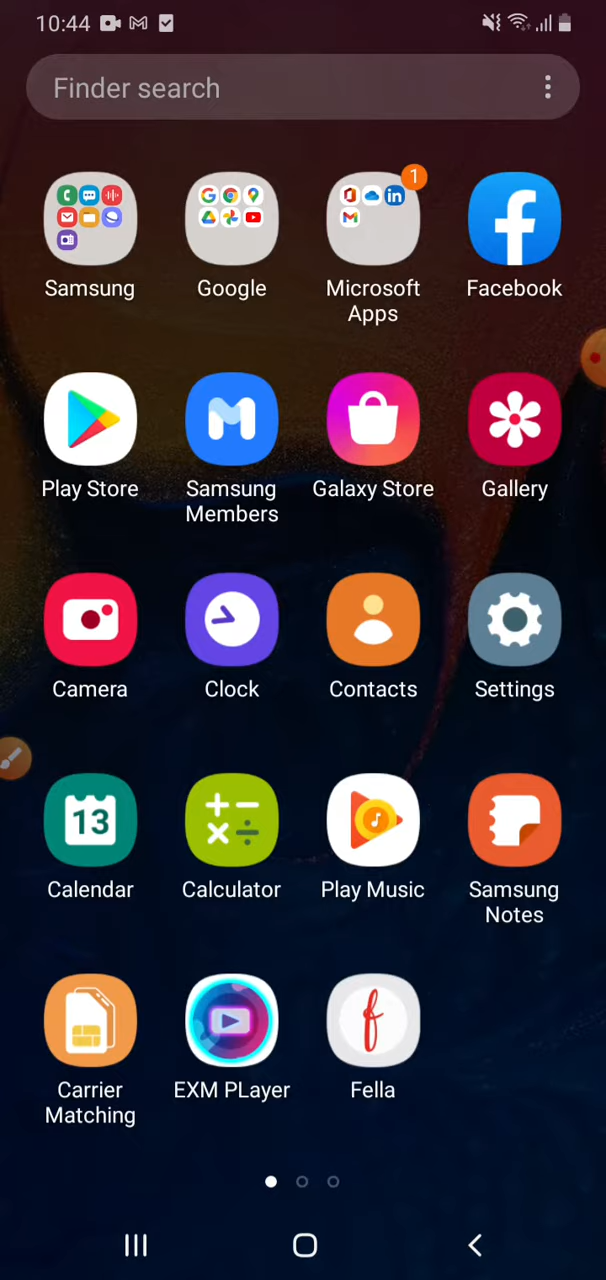 10:44
Finder search
1
Samsung
Google
Microsoft
Apps
Facebook
Play Store
Samsung
Members
Galaxy Store
Gallery
Camera
Clock
Contacts
Settings
13
Calendar
Calculator
Play Music
Samsung
Notes
Carrier
Matching
EXM PLayer
Fella